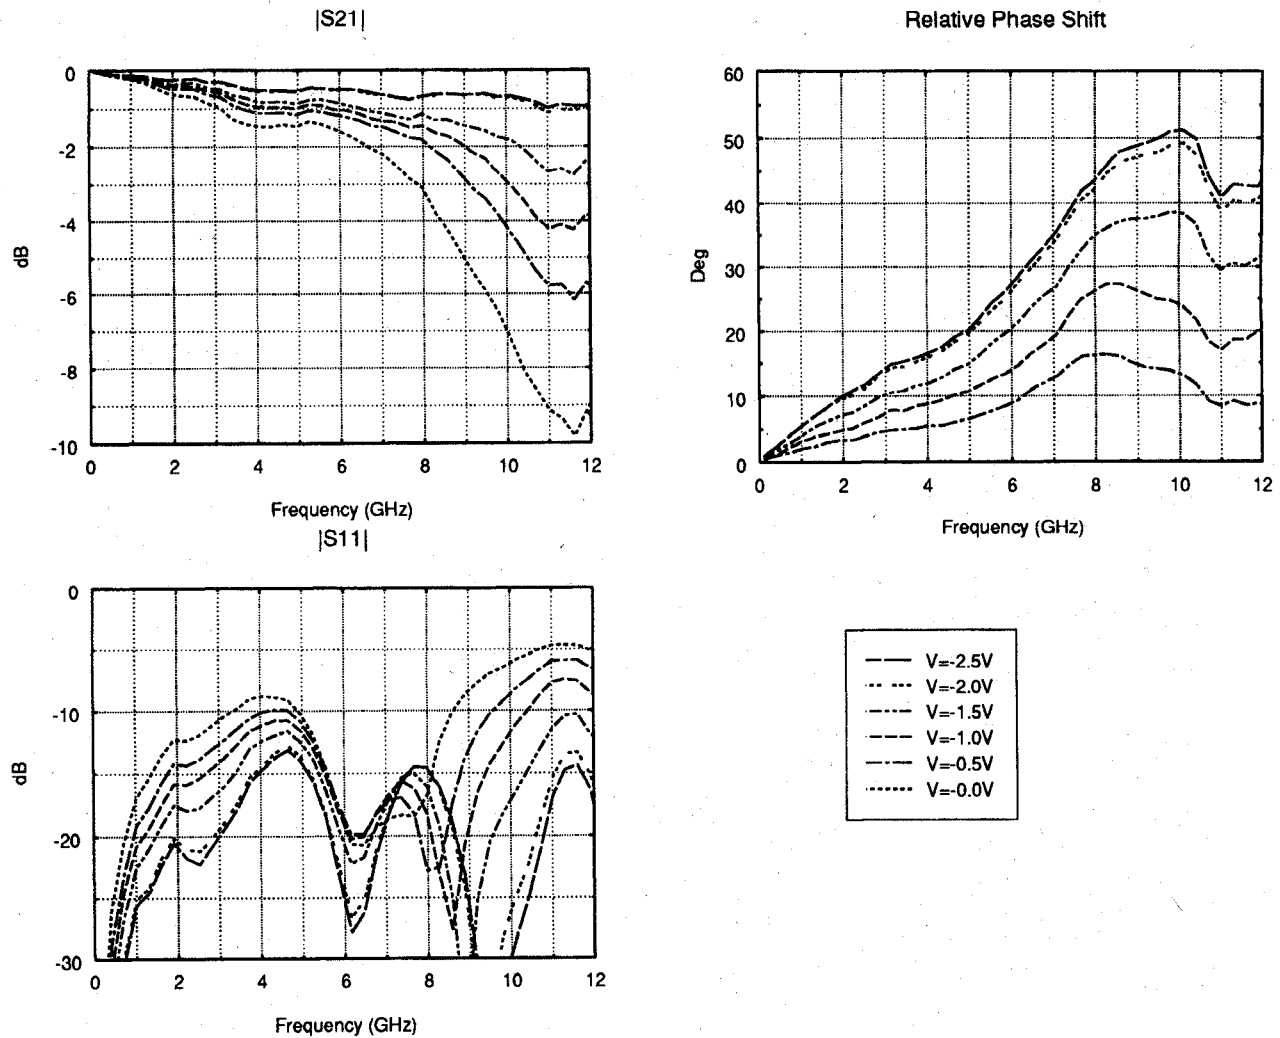 |S21|
0
-2
-4
-6
-8
-10
dB
0 2 4 6 8 10 12
Frequency (GHz)
Relative Phase Shift
60
50
40
30
20
10
0
Deg
0 2 4 6 8 10 12
Frequency (GHz)
|S11|
0
-10
-20
-30
dB
0 2 4 6 8 10 12
Frequency (GHz)
V=-2.5V
V=-2.0V
V=-1.5V
V=-1.0V
V=-0.5V
V=-0.0V